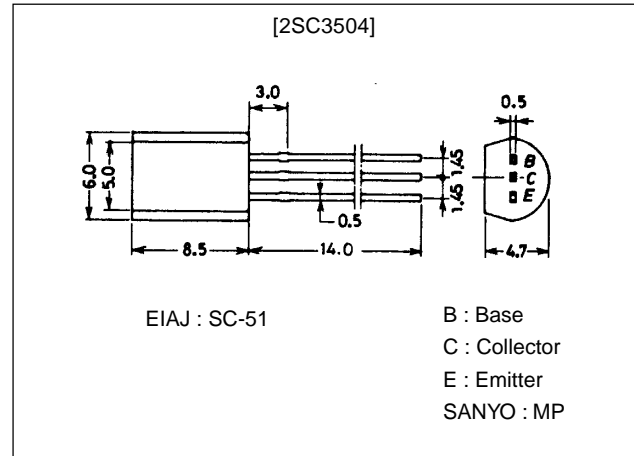 [2SC3504]
3.0
0.5
6.0
5.0
1.45
1.45
B
C
E
0.5
8.5
14.0
4.7
EIAJ : SC-51
B : Base
C : Collector
E : Emitter
SANYO : MP